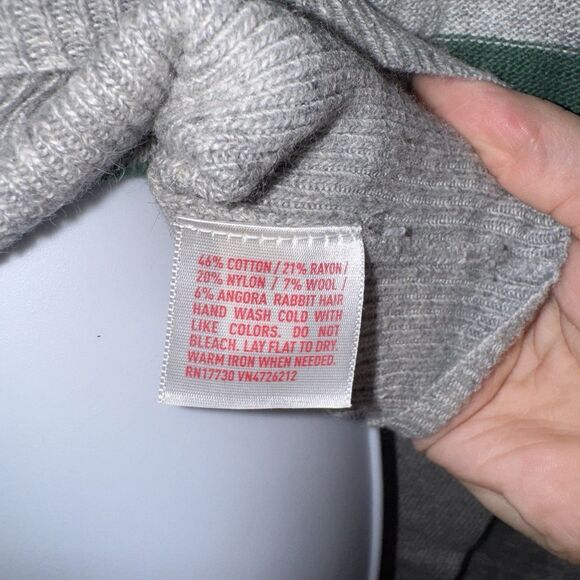 46% COTTON / 21% RAYON /
20% NYLON / 7% WOOL /
6% ANGORA RABBIT HAIR
HAND WASH COLD WITH
LIKE COLORS. DO NOT
BLEACH. LAY FLAT TO DRY.
WARM IRON WHEN NEEDED.
RN17730 VN4726212